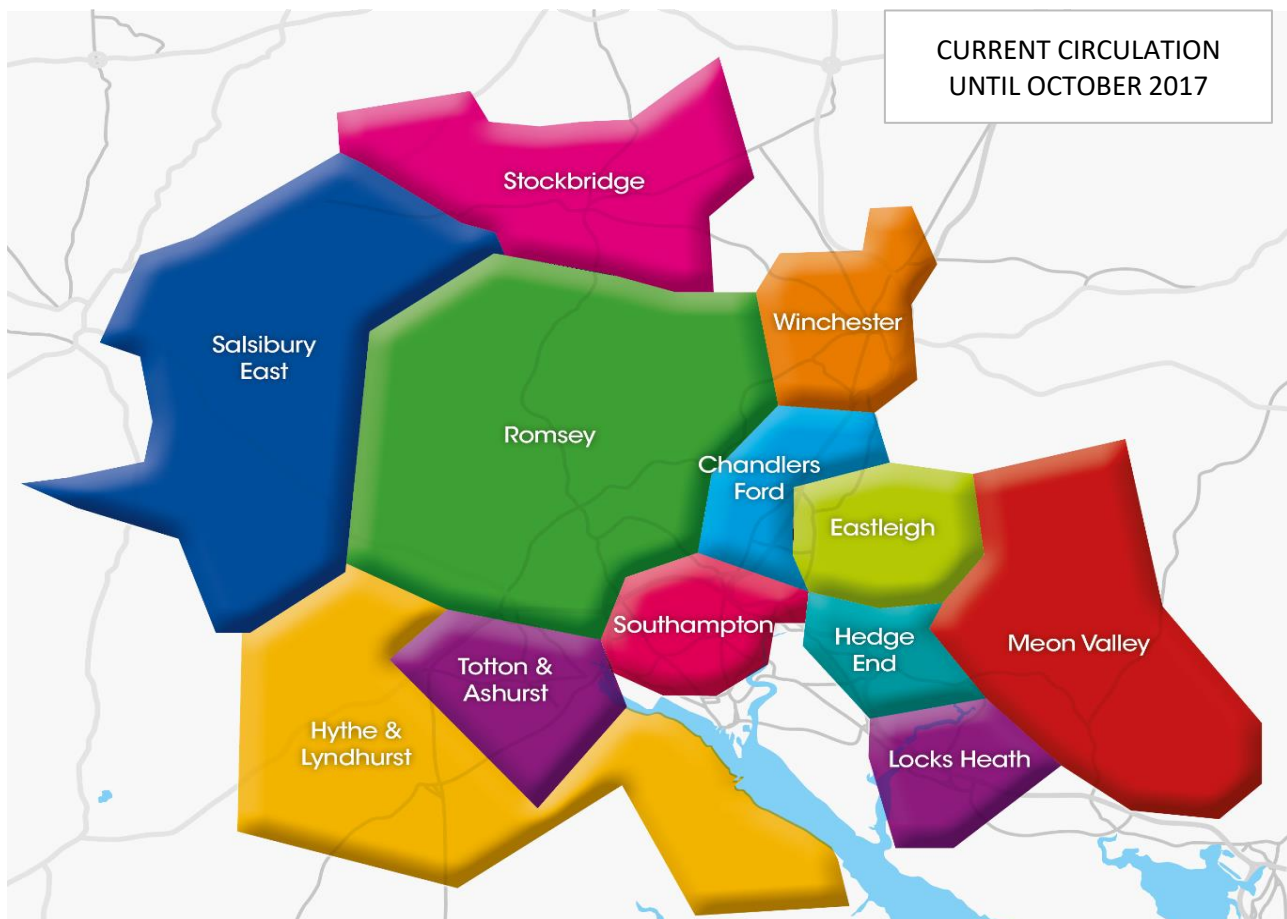 CURRENT CIRCULATION
UNTIL OCTOBER 2017
Stockbridge
Winchester
Salsibury
East
Romsey
Chandlers
Ford
Eastleigh
Southampton
Hedge
End
Meon Valley
Totton &
Ashurst
Hythe &
Lyndhurst
Locks Heath